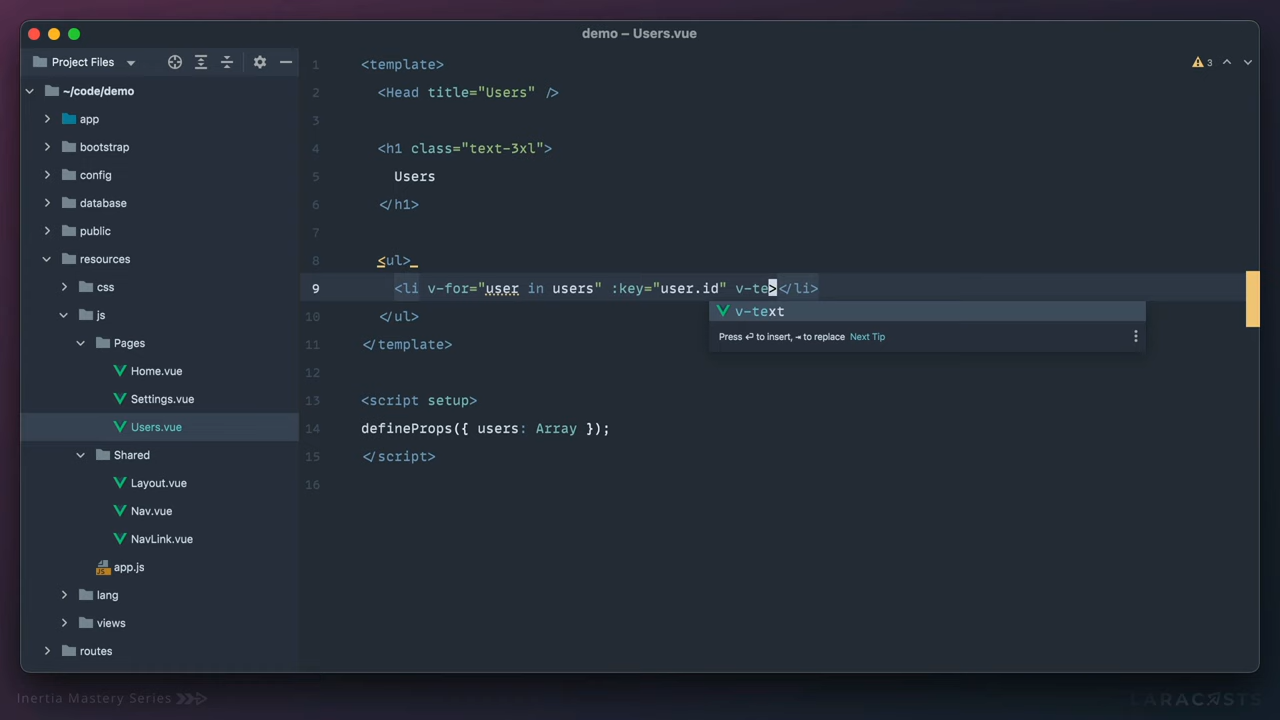 demo – Users.vue
Project Files
3
~/code/demo
app
bootstrap
config
database
public
resources
css
js
Pages
Home.vue
Settings.vue
Users.vue
Shared
Layout.vue
Nav.vue
NavLink.vue
app.js
lang
views
routes
1 <template>
2 <Head title="Users" />
3
4 <h1 class="text-3xl">
5 Users
6 </h1>
7
8 <ul>
9 <li v-for="user in users" :key="user.id" v-te></li>
10 </ul>
11 </template>
12
13 <script setup>
14 defineProps({ users: Array });
15 </script>
16
v-text
Press ⏎ to insert, ⇥ to replace Next Tip
Inertia Mastery Series
LARACASTS